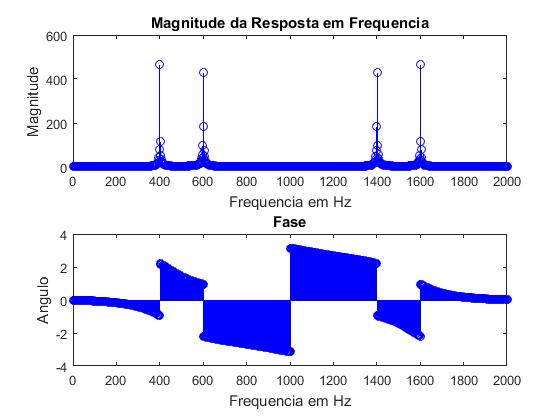 Magnitude da Resposta em Frequencia
600
400
200
0
Magnitude
0 200 400 600 800 1000 1200 1400 1600 1800 2000
Frequencia em Hz
Fase
4
2
0
-2
-4
Angulo
0 200 400 600 800 1000 1200 1400 1600 1800 2000
Frequencia em Hz